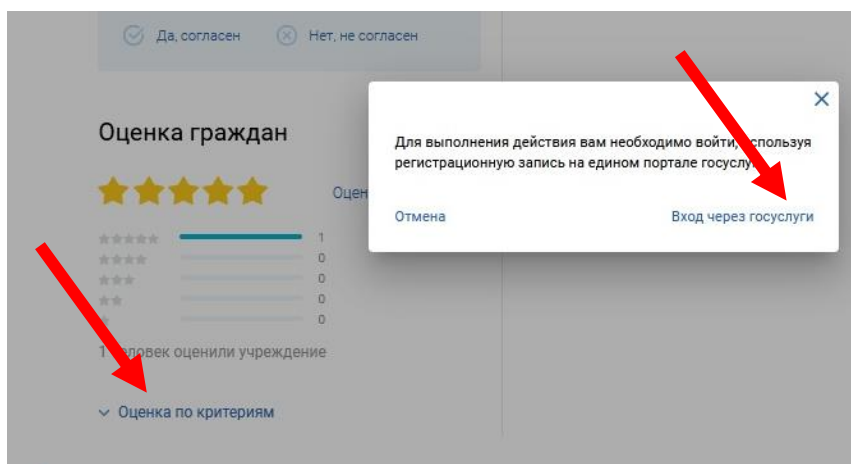 Да, согласен Нет, не согласен
Оценка граждан
Для выполнения действия вам необходимо войти, используя
регистрационную запись на едином портале госуслуг
Отмена Вход через госуслуги
1
0
0
0
0
1 человек оценили учреждение
Оценка по критериям